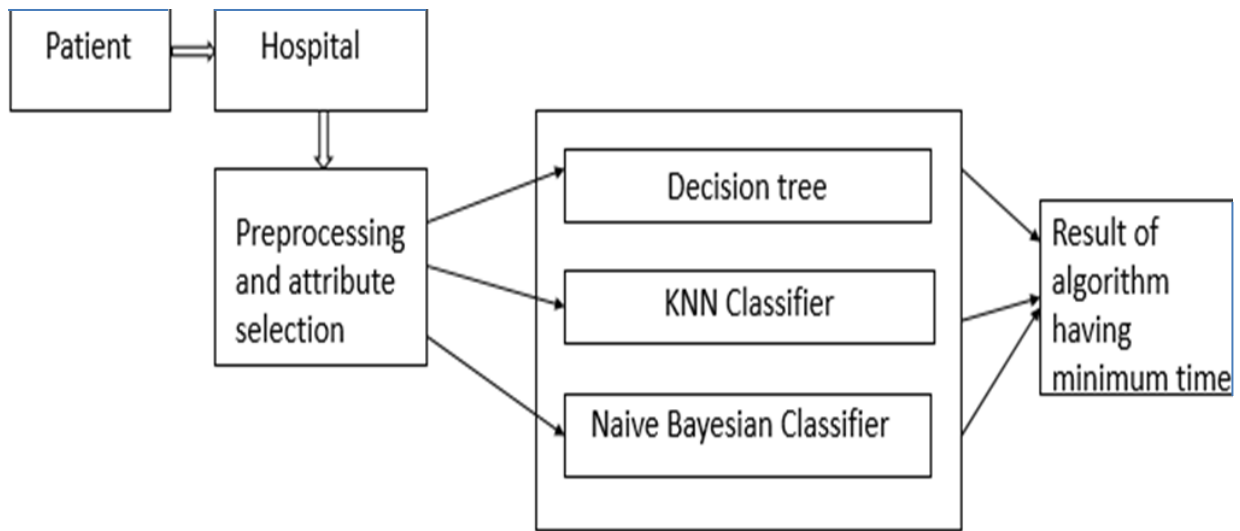 Patient
Hospital
Preprocessing
and attribute
selection
Decision tree
KNN Classifier
Naive Bayesian Classifier
Result of
algorithm
having
minimum time